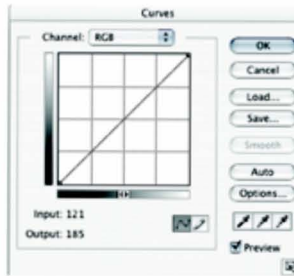 Curves
Channel: RGB
OK
Cancel
Load...
Save...
Smooth
Auto
Options...
Input: 121
Output: 185
Preview